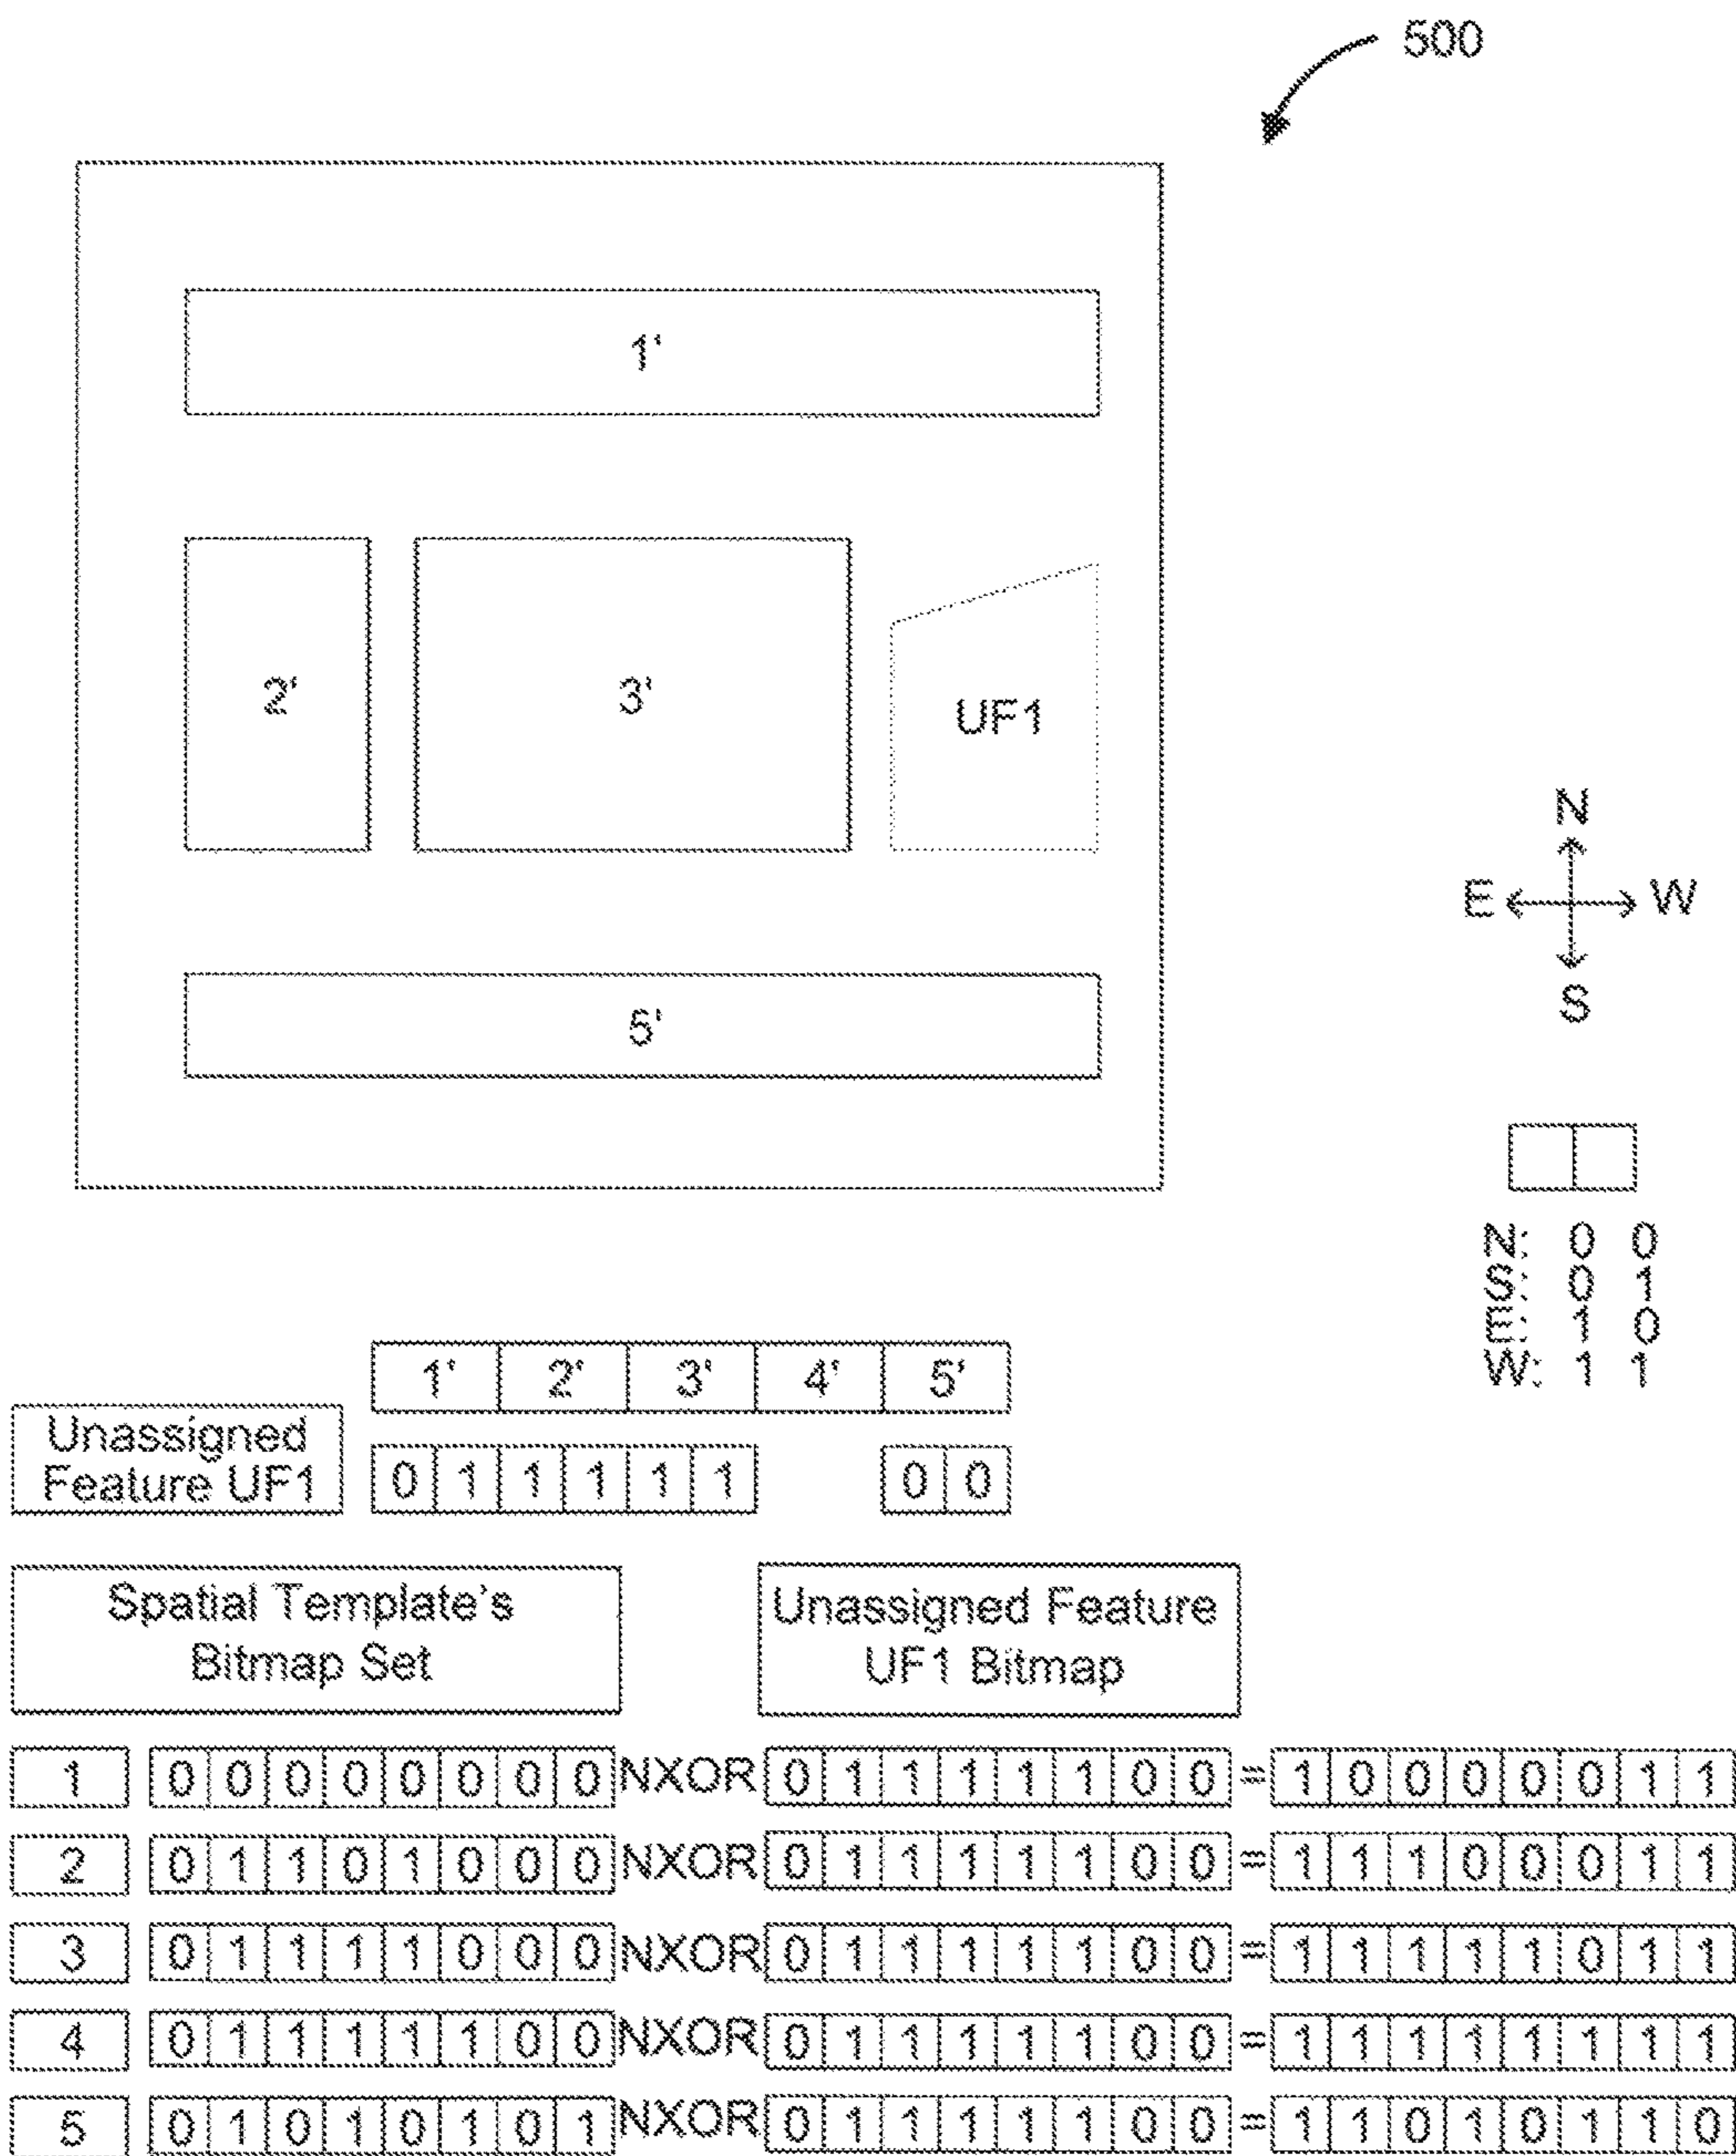 500
1'
2' 3' UF1
5'
N
E W
S
N: 0 0
S: 0 1
E: 1 0
W: 1 1
1' 2' 3' 4' 5'
Unassigned
Feature UF1
0 1 1 1 1 1 0 0
Spatial Template's
Bitmap Set
Unassigned Feature
UF1 Bitmap
1 0 0 0 0 0 0 0 0 NXOR 0 1 1 1 1 1 0 0 = 1 0 0 0 0 0 1 1
2 0 1 1 0 1 0 0 0 NXOR 0 1 1 1 1 1 0 0 = 1 1 1 0 0 0 1 1
3 0 1 1 1 1 0 0 0 NXOR 0 1 1 1 1 1 0 0 = 1 1 1 1 1 0 1 1
4 0 1 1 1 1 1 0 0 NXOR 0 1 1 1 1 1 0 0 = 1 1 1 1 1 1 1 1
5 0 1 0 1 0 1 0 1 NXOR 0 1 1 1 1 1 0 0 = 1 1 0 1 0 1 1 0